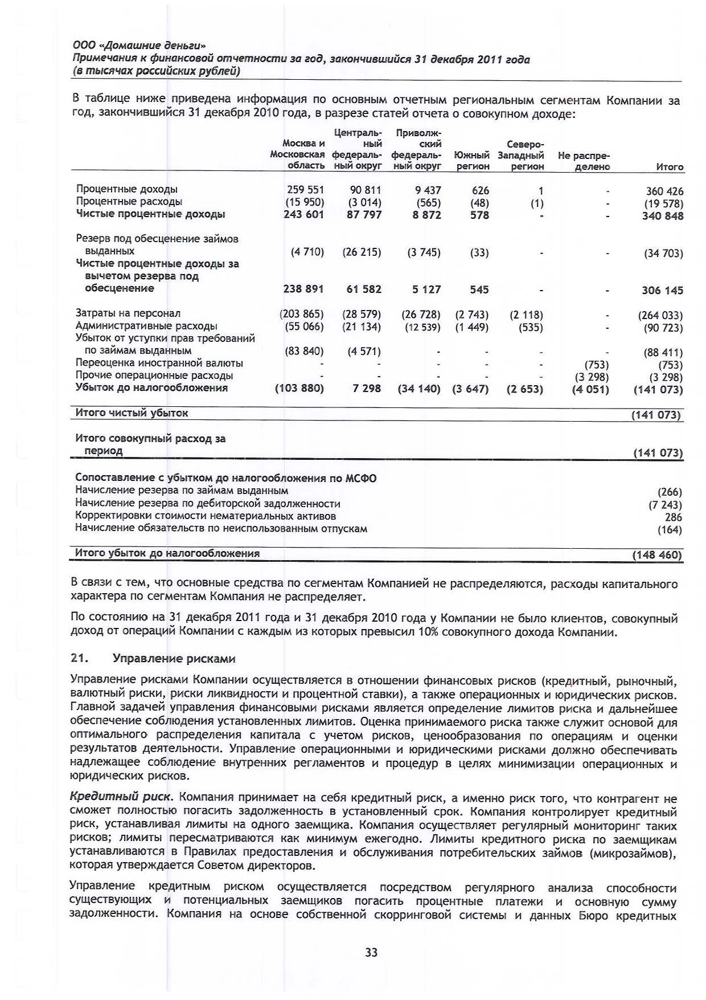 ООО «Домашние деньги»
Примечания к финансовой отчетности за год, закончившийся 31 декабря 2011 года
(в тысячах российских рублей)
В таблице ниже приведена информация по основным отчетным региональным сегментам Компании за
год, закончившийся 31 декабря 2010 года, в разрезе статей отчета о совокупном доходе:
Централь- Приволж-
Москва и ный ский Северо-
Московская федераль- федераль- Южный Западный Не распре-
область ный округ ный округ регион регион делено Итого
Процентные доходы 259 551 90 811 9 437 626 1 - 360 426
Процентные расходы (15 950) (3 014) (565) (48) (1) - (19 578)
Чистые процентные доходы 243 601 87 797 8 872 578 - - 340 848
Резерв под обесценение займов
выданных (4 710) (26 215) (3 745) (33) - - (34 703)
Чистые процентные доходы за
вычетом резерва под
обесценение 238 891 61 582 5 127 545 - - 306 145
Затраты на персонал (203 865) (28 579) (26 728) (2 743) (2 118) - (264 033)
Административные расходы (55 066) (21 134) (12 539) (1 449) (535) - (90 723)
Убыток от уступки прав требований
по займам выданным (83 840) (4 571) - - - - (88 411)
Переоценка иностранной валюты - - - - - (753) (753)
Прочие операционные расходы - - - - - (3 298) (3 298)
Убыток до налогообложения (103 880) 7 298 (34 140) (3 647) (2 653) (4 051) (141 073)
Итого чистый убыток (141 073)
Итого совокупный расход за
период (141 073)
Сопоставление с убытком до налогообложения по МСФО
Начисление резерва по займам выданным (266)
Начисление резерва по дебиторской задолженности (7 243)
Корректировки стоимости нематериальных активов 286
Начисление обязательств по неиспользованным отпускам (164)
Итого убыток до налогообложения (148 460)
В связи с тем, что основные средства по сегментам Компанией не распределяются, расходы капитального
характера по сегментам Компания не распределяет.
По состоянию на 31 декабря 2011 года и 31 декабря 2010 года у Компании не было клиентов, совокупный
доход от операций Компании с каждым из которых превысил 10% совокупного дохода Компании.
21. Управление рисками
Управление рисками Компании осуществляется в отношении финансовых рисков (кредитный, рыночный,
валютный риски, риски ликвидности и процентной ставки), а также операционных и юридических рисков.
Главной задачей управления финансовыми рисками является определение лимитов риска и дальнейшее
обеспечение соблюдения установленных лимитов. Оценка принимаемого риска также служит основой для
оптимального распределения капитала с учетом рисков, ценообразования по операциям и оценки
результатов деятельности. Управление операционными и юридическими рисками должно обеспечивать
надлежащее соблюдение внутренних регламентов и процедур в целях минимизации операционных и
юридических рисков.
Кредитный риск. Компания принимает на себя кредитный риск, а именно риск того, что контрагент не
сможет полностью погасить задолженность в установленный срок. Компания контролирует кредитный
риск, устанавливая лимиты на одного заемщика. Компания осуществляет регулярный мониторинг таких
рисков; лимиты пересматриваются как минимум ежегодно. Лимиты кредитного риска по заемщикам
устанавливаются в Правилах предоставления и обслуживания потребительских займов (микрозаймов),
которая утверждается Советом директоров.
Управление кредитным риском осуществляется посредством регулярного анализа способности
существующих и потенциальных заемщиков погасить процентные платежи и основную сумму
задолженности. Компания на основе собственной скорринговой системы и данных Бюро кредитных
33